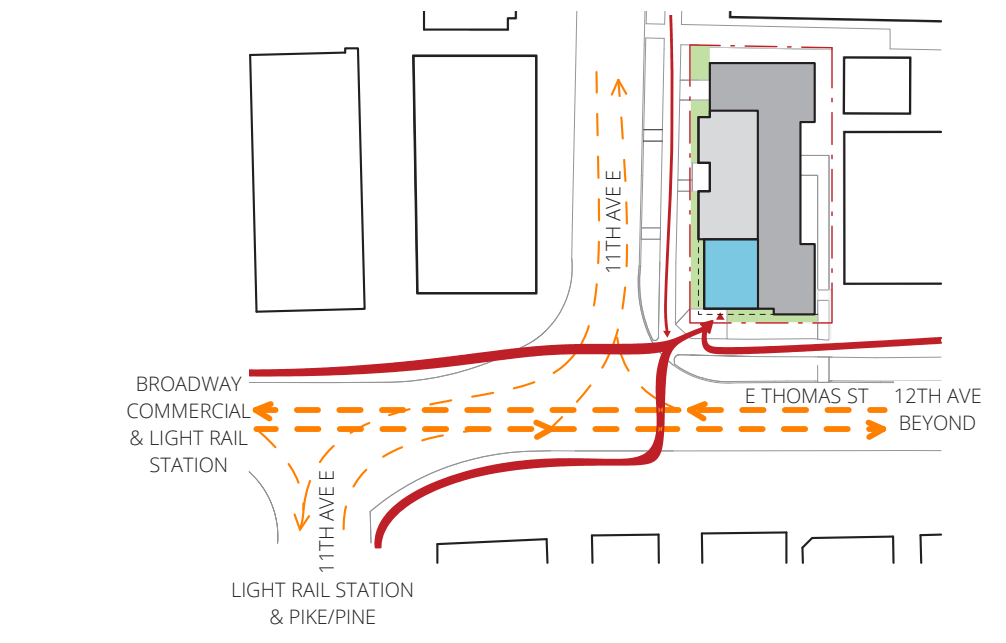 11TH AVE E
BROADWAY
COMMERCIAL
& LIGHT RAIL
STATION
E THOMAS ST
12TH AVE
BEYOND
11TH AVE E
LIGHT RAIL STATION
& PIKE/PINE